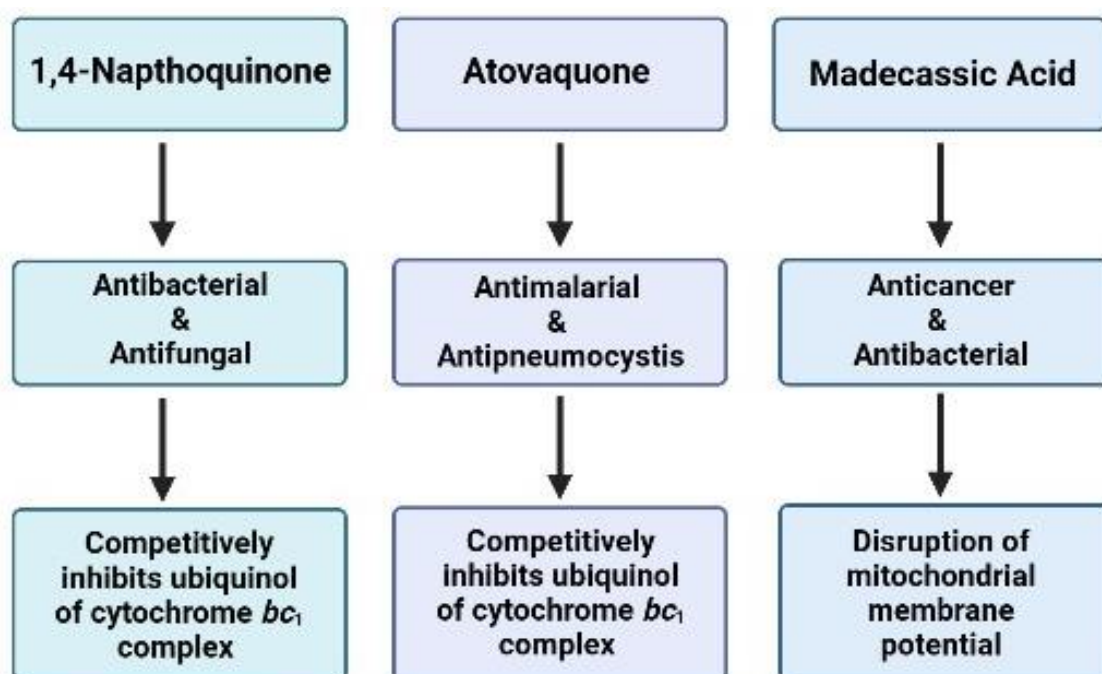 1,4-Napthoquinone
Antibacterial
&
Antifungal
Competitively
inhibits ubiquinol
of cytochrome bc₁
complex
Atovaquone
Antimalarial
&
Antipneumocystis
Competitively
inhibits ubiquinol
of cytochrome bc₁
complex
Madecassic Acid
Anticancer
&
Antibacterial
Disruption of
mitochondrial
membrane
potential